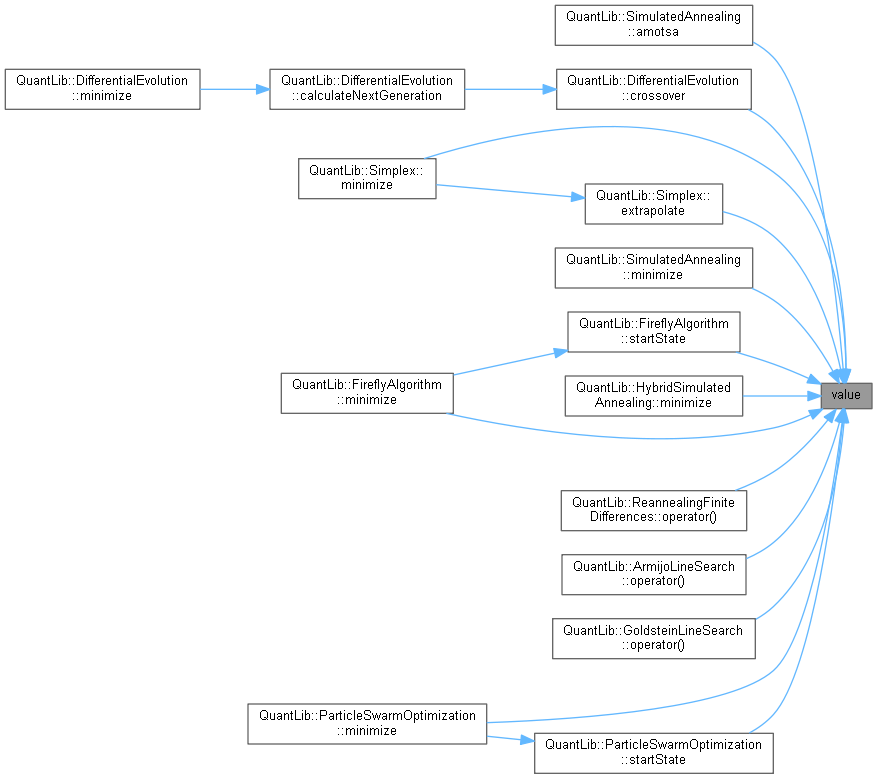 QuantLib::SimulatedAnnealing
::amotsa
QuantLib::DifferentialEvolution
::minimize
QuantLib::DifferentialEvolution
::calculateNextGeneration
QuantLib::DifferentialEvolution
::crossover
QuantLib::Simplex::
minimize
QuantLib::Simplex::
extrapolate
QuantLib::SimulatedAnnealing
::minimize
QuantLib::FireflyAlgorithm
::startState
QuantLib::FireflyAlgorithm
::minimize
QuantLib::HybridSimulated
Annealing::minimize
value
QuantLib::ReannealingFinite
Differences::operator()
QuantLib::ArmijoLineSearch
::operator()
QuantLib::GoldsteinLineSearch
::operator()
QuantLib::ParticleSwarmOptimization
::minimize
QuantLib::ParticleSwarmOptimization
::startState